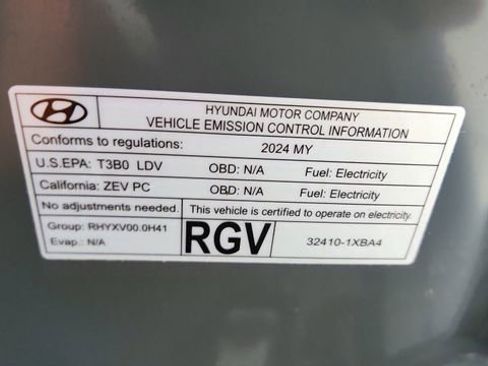 HYUNDAI MOTOR COMPANY
VEHICLE EMISSION CONTROL INFORMATION
Conforms to regulations: 2024 MY
U.S.EPA: T3B0 LDV OBD: N/A Fuel: Electricity
California: ZEV PC OBD: N/A Fuel: Electricity
No adjustments needed. This vehicle is certified to operate on electricity.
Group: RHYXV00.0H41
Evap.: N/A
RGV
32410-1XBA4